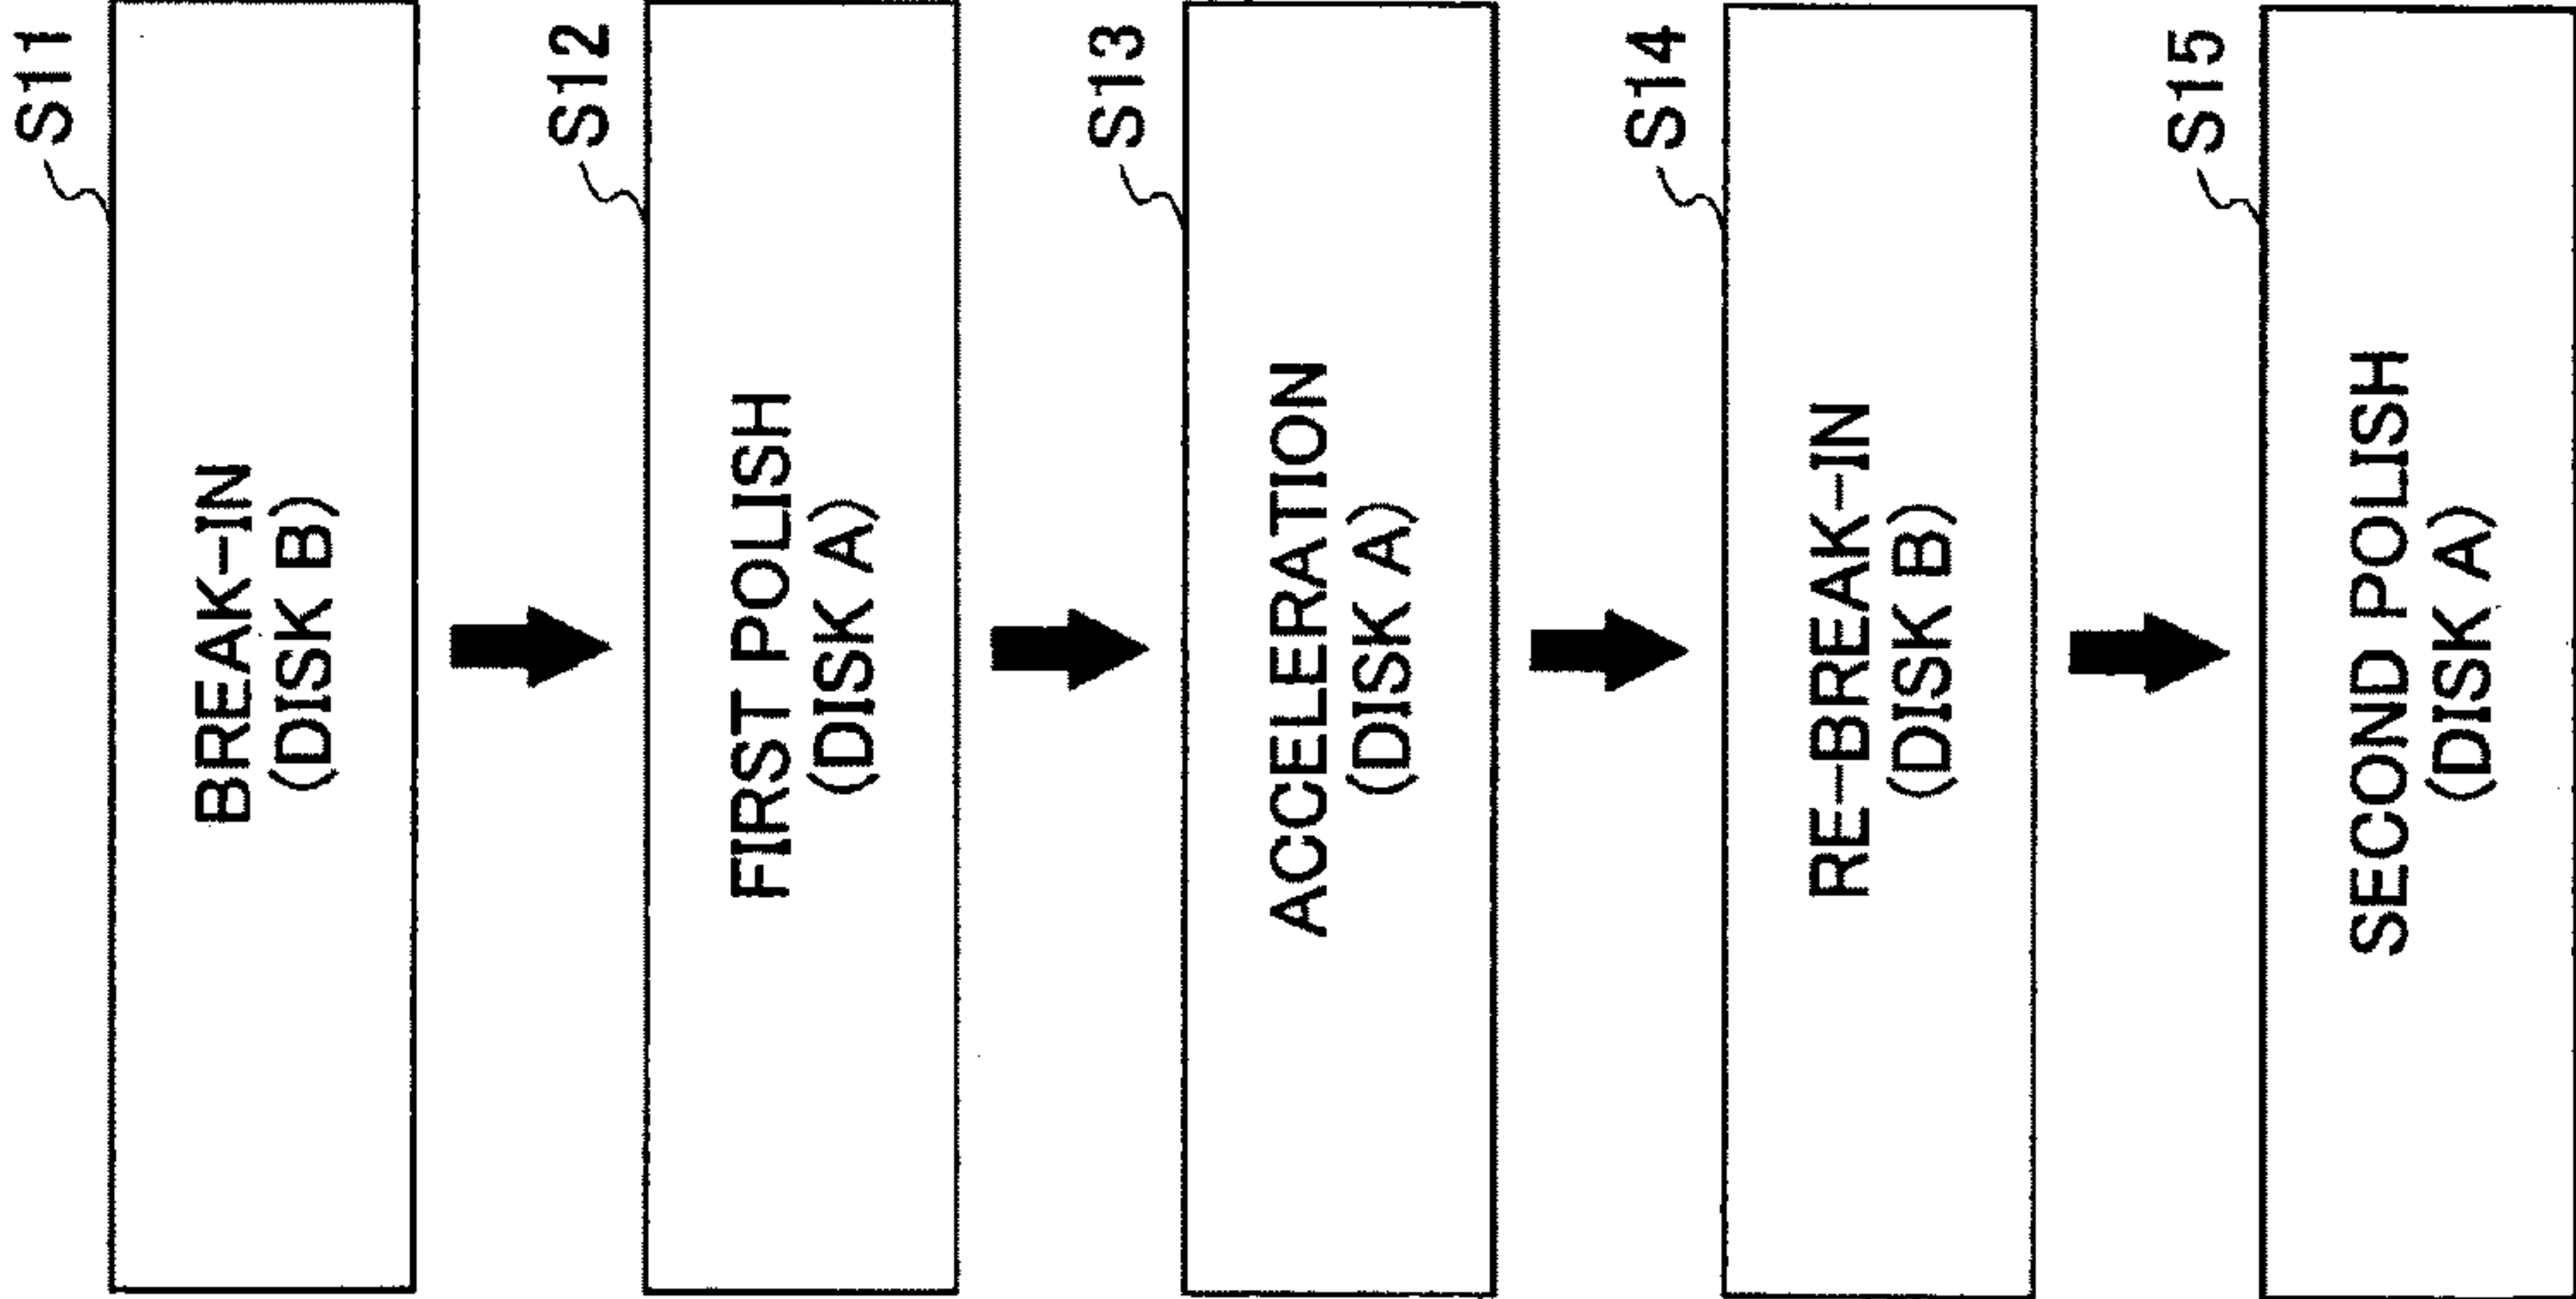 S11
BREAK-IN
(DISK B)
S12
FIRST POLISH
(DISK A)
S13
ACCELERATION
(DISK A)
S14
RE-BREAK-IN
(DISK B)
S15
SECOND POLISH
(DISK A)